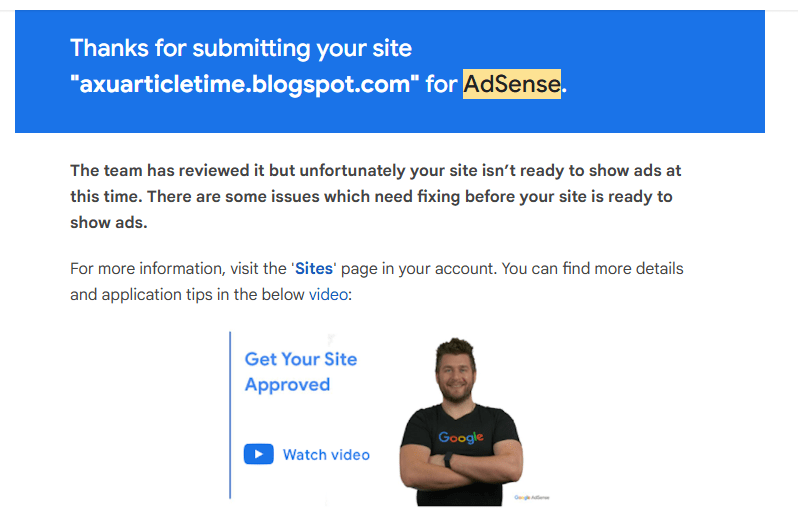 Thanks for submitting your site
"axuarticletime.blogspot.com" for AdSense.
The team has reviewed it but unfortunately your site isn’t ready to show ads at
this time. There are some issues which need fixing before your site is ready to
show ads.
For more information, visit the 'Sites' page in your account. You can find more details
and application tips in the below video:
Get Your Site
Approved
Google
Watch video
Google AdSense